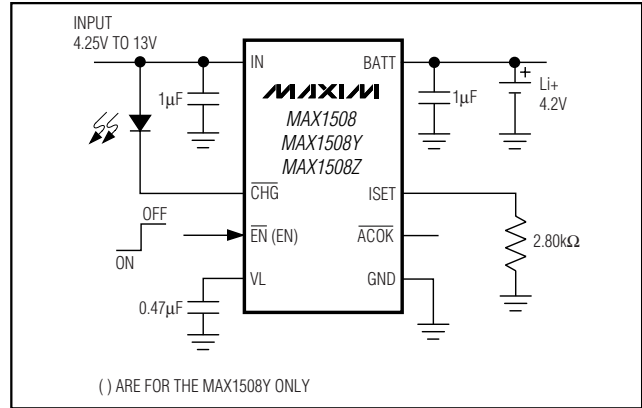 INPUT
4.25V TO 13V
IN
BATT
1µF
MAXIM
MAX1508
MAX1508Y
MAX1508Z
1µF
+
Li+
4.2V
CHG
ISET
OFF
ON
EN (EN)
ACOK
2.80kΩ
VL
GND
0.47µF
( ) ARE FOR THE MAX1508Y ONLY